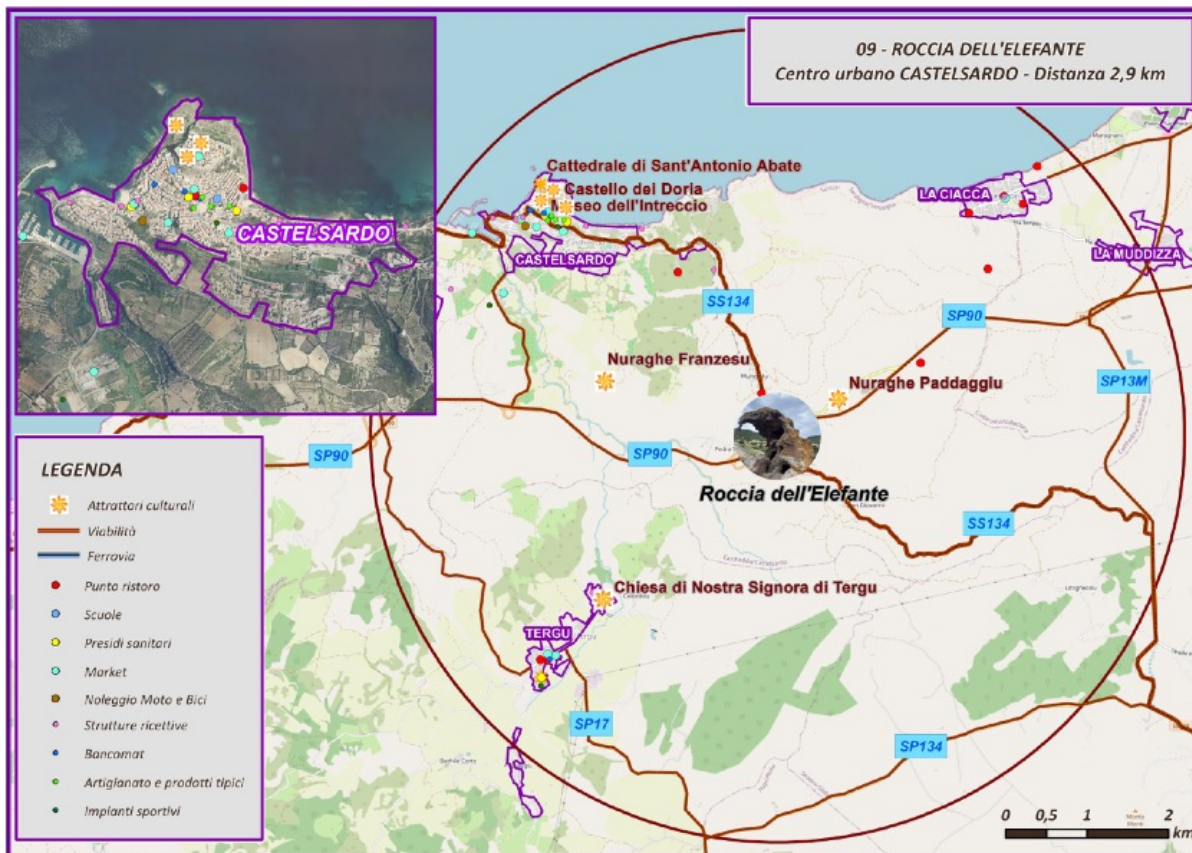 09 - ROCCIA DELL'ELEFANTE
Centro urbano CASTELSARDO - Distanza 2,9 km
CASTELSARDO
Cattedrale di Sant'Antonio Abate
Castello dei Doria
Museo dell'Intreccio
CASTELSARDO
LA CIACCA
LA MUDDIZZA
SS134
SP90
Nuraghe Franzesu
Nuraghe Paddaggiu
SP13M
SP90
SP90
Roccia dell'Elefante
SS134
Chiesa di Nostra Signora di Tergu
TERGU
SP17
SP134
LEGENDA
Attrattori culturali
Viabilità
Ferrovia
Punto ristoro
Scuole
Presidi sanitari
Market
Noleggio Moto e Bici
Strutture ricettive
Bancomat
Artigianato e prodotti tipici
Impianti sportivi
0 0,5 1 2
km